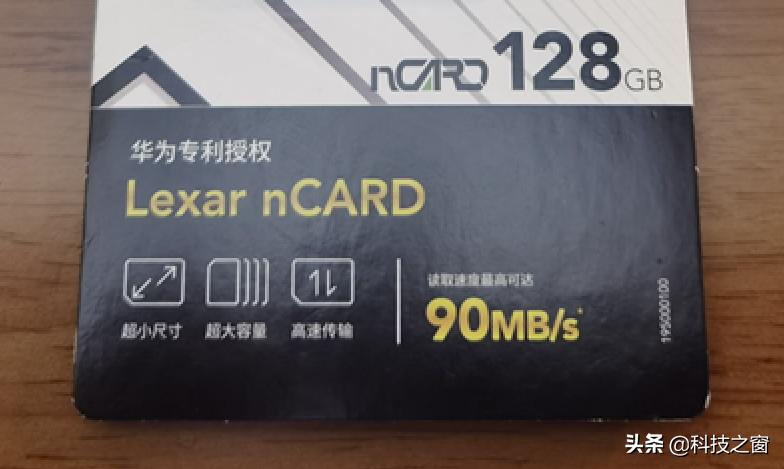 nCARD 128GB
华为专利授权
Lexar nCARD
超小尺寸 超大容量 高速传输
读取速度最高可达
90MB/s*
195000100
头条 @科技之窗